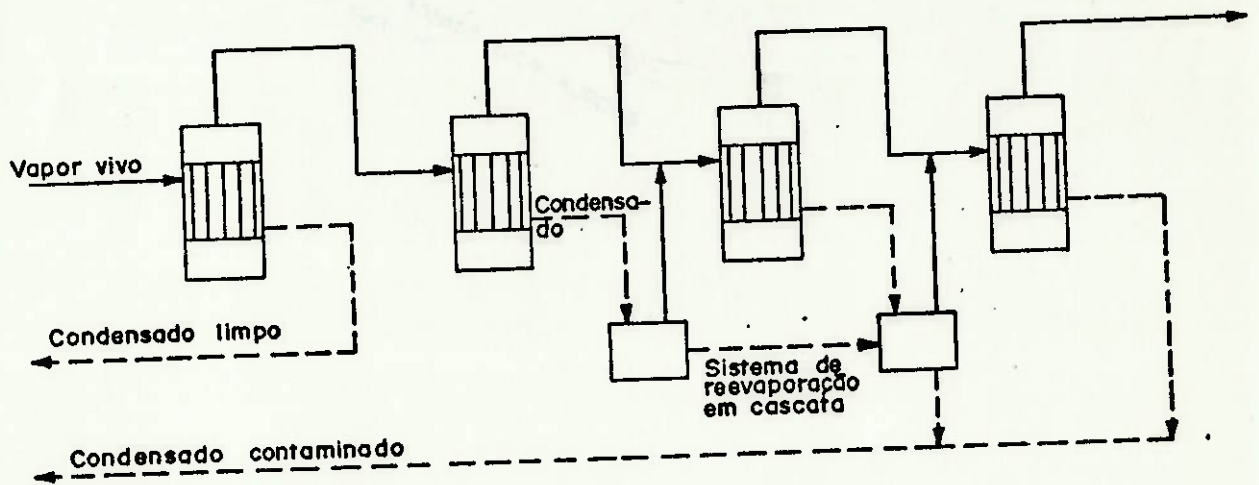 Vapor vivo
Condensa-
do
Condensado limpo
Sistema de
reevaporação
em cascata
Condensado contaminado